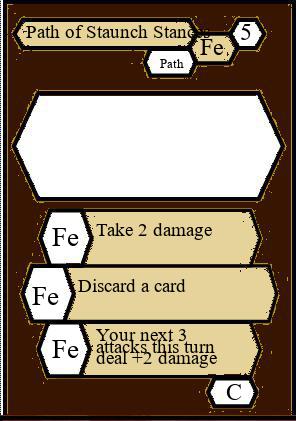 Path of Staunch Stances
Fe
5
Path
Fe
Take 2 damage
Fe
Discard a card
Fe
Your next 3
attacks this turn
deal +2 damage
C